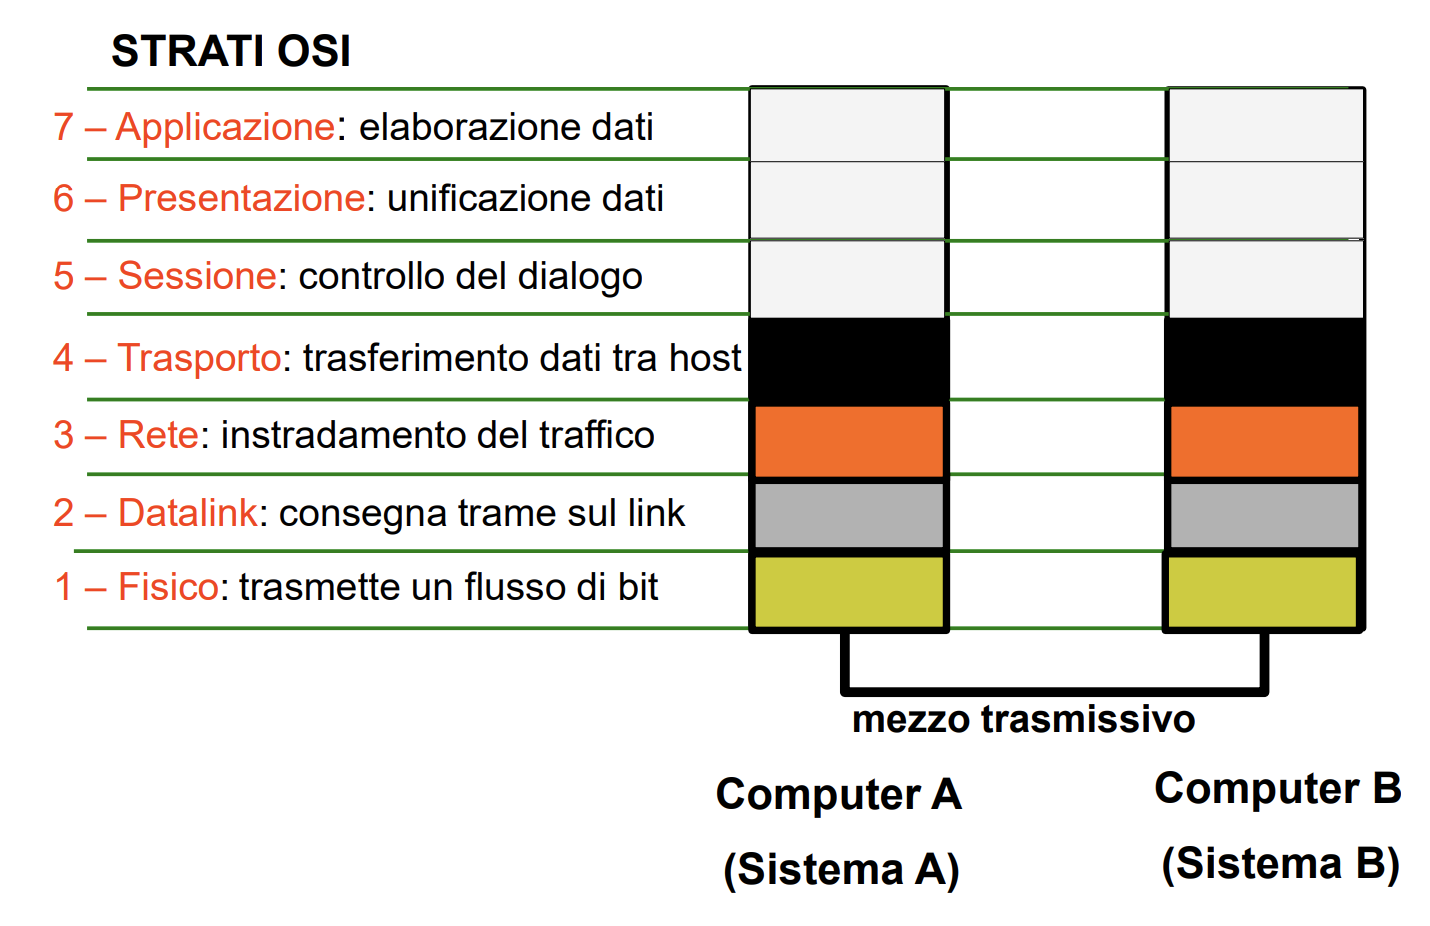 STRATI OSI
7 – Applicazione: elaborazione dati
6 – Presentazione: unificazione dati
5 – Sessione: controllo del dialogo
4 – Trasporto: trasferimento dati tra host
3 – Rete: instradamento del traffico
2 – Datalink: consegna trame sul link
1 – Fisico: trasmette un flusso di bit
mezzo trasmissivo
Computer A
(Sistema A)
Computer B
(Sistema B)